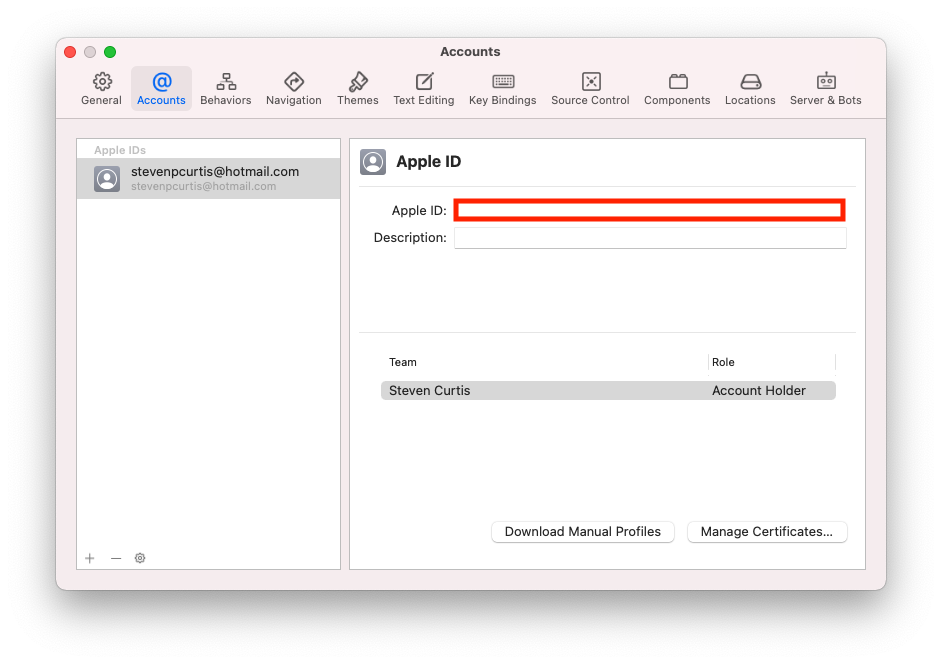 Accounts
General Accounts Behaviors Navigation Themes Text Editing Key Bindings Source Control Components Locations Server & Bots
Apple IDs
stevenpcurtis@hotmail.com
stevenpcurtis@hotmail.com
Apple ID
Apple ID:
Description:
Team Role
Steven Curtis Account Holder
Download Manual Profiles Manage Certificates...